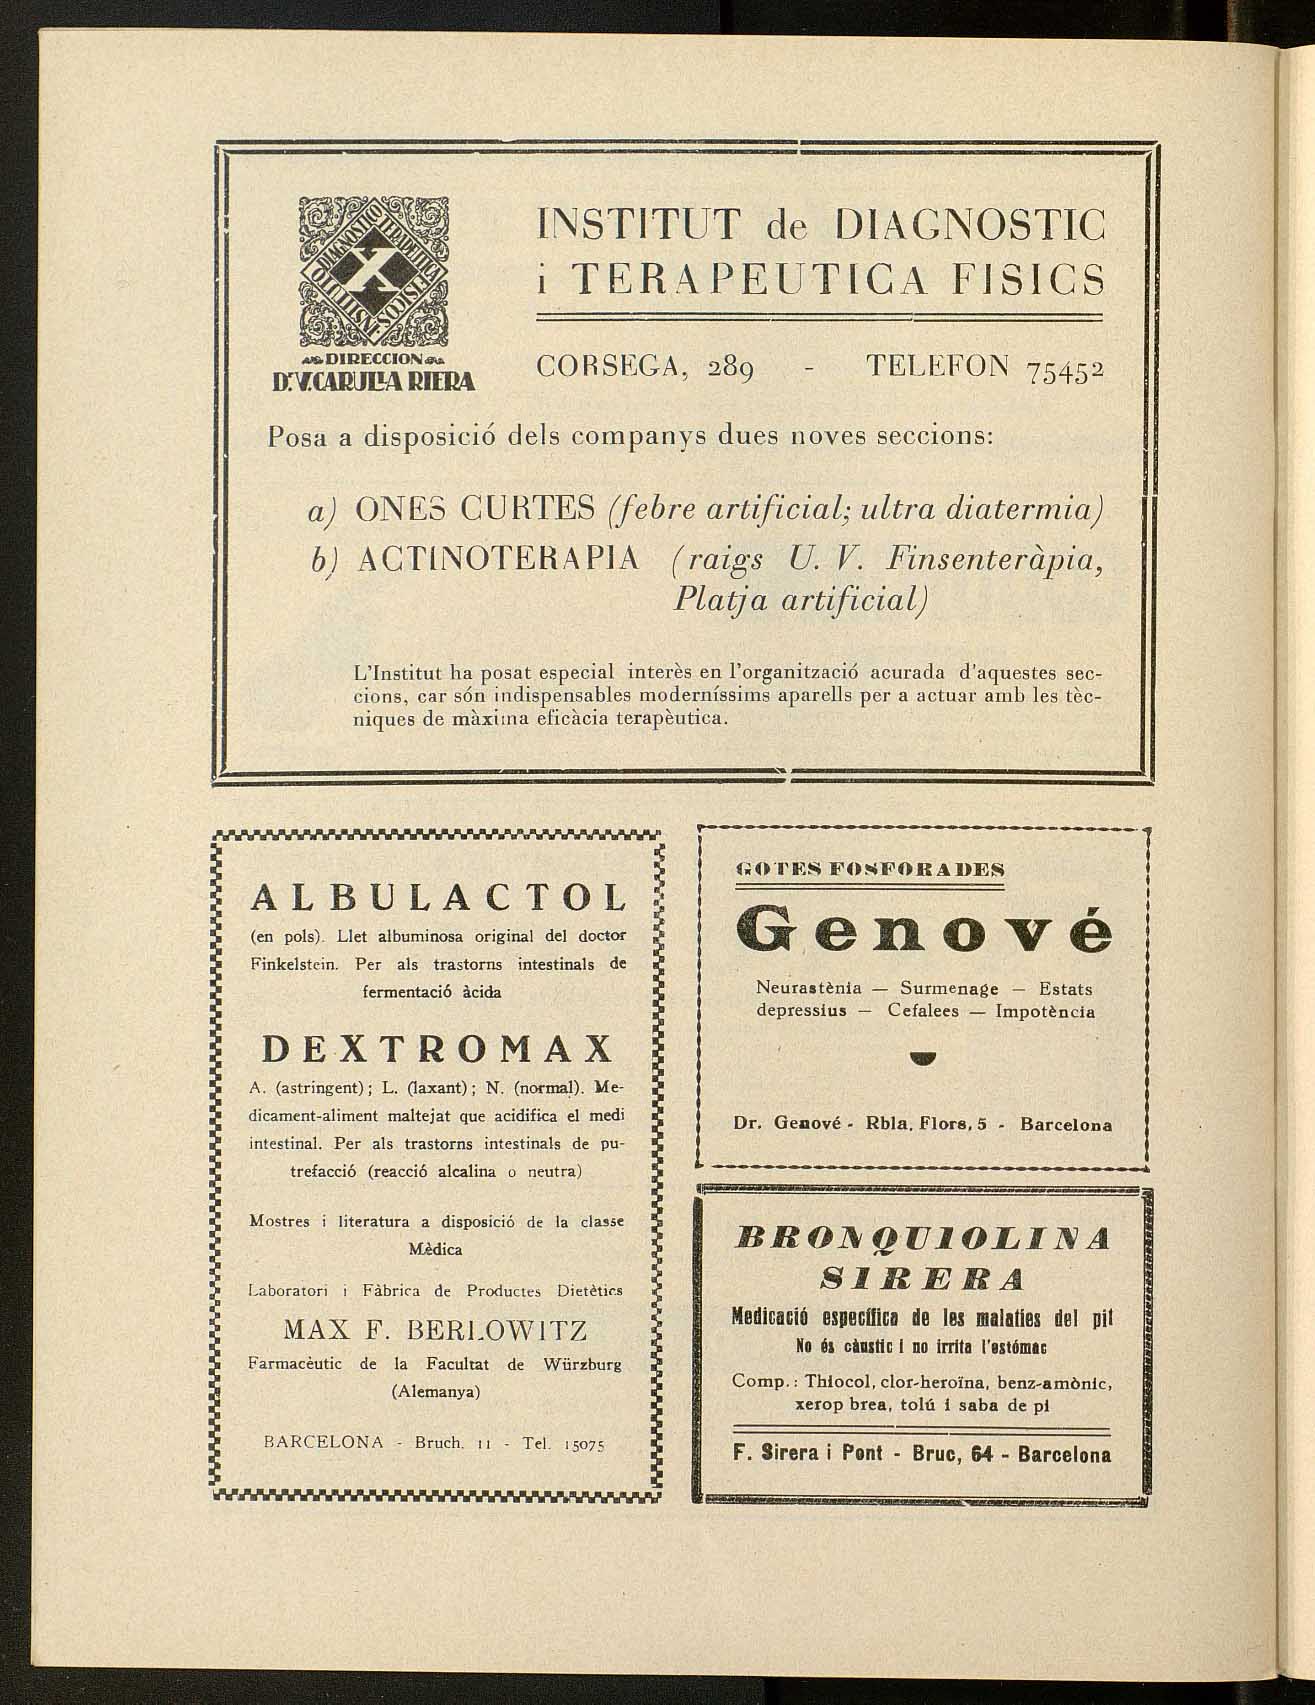 INSTITUT DIAGNOSTICO TERAPEUTICA FISICOS
DIRECCION
Dr. V. CARULLA RIERA
INSTITUT de DIAGNOSTIC
i TERAPEUTICA FISICS
CORSEGA, 289 - TELEFON 75452
Posa a disposició dels companys dues noves seccions:
a) ONES CURTES (febre artificial; ultra diatermia)
b) ACTINOTERAPIA (raigs U. V. Finsenteràpia,
Platja artificial)
L'Institut ha posat especial interès en l'organització acurada d'aquestes sec-
cions, car són indispensables moderníssims aparells per a actuar amb les tèc-
niques de màxima eficàcia terapèutica.
ALBULACTOL
(en pols). Llet albuminosa original del doctor
Finkelstein. Per als trastorns intestinals de
fermentació àcida
DEXTROMAX
A. (astringent); L. (laxant); N. (normal). Me-
dicament-aliment maltejat que acidifica el medi
intestinal. Per als trastorns intestinals de pu-
trefacció (reacció alcalina o neutra)
Mostres i literatura a disposició de la classe
Mèdica
Laboratori i Fàbrica de Productes Dietètics
MAX F. BERLOWITZ
Farmacèutic de la Facultat de Würzburg
(Alemanya)
BARCELONA - Bruch. 11 - Tel. 15075
GOTES FOSFORADES
Genové
Neurastènia — Surmenage — Estats
depressius — Cefalees — Impotència
Dr. Genové - Rbla. Flors, 5 - Barcelona
BRONQUIOLINA
SIRERA
Medicació específica de les malalties del pit
No és càustic i no irrita l'estómac
Comp.: Thiocol, clor-heroïna, benz-amònic,
xerop brea, tolú i saba de pi
F. Sirera i Pont - Bruc, 64 - Barcelona